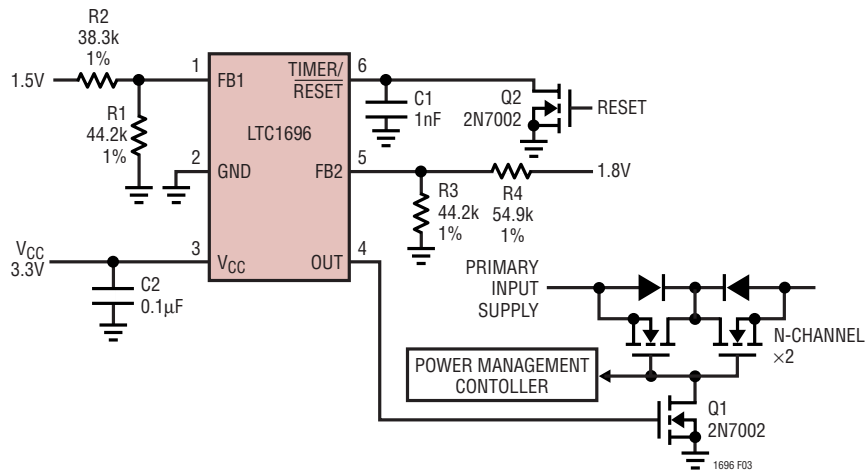 R2
38.3k
1%
1.5V
R1
44.2k
1%
1
FB1
2
GND
V_CC
3.3V
3
V_CC
C2
0.1µF
LTC1696
TIMER/
RESET
6
C1
1nF
Q2
2N7002
RESET
5
FB2
R3
44.2k
1%
R4
54.9k
1%
1.8V
4
OUT
PRIMARY
INPUT
SUPPLY
N-CHANNEL
×2
POWER MANAGEMENT
CONTOLLER
Q1
2N7002
1696 F03